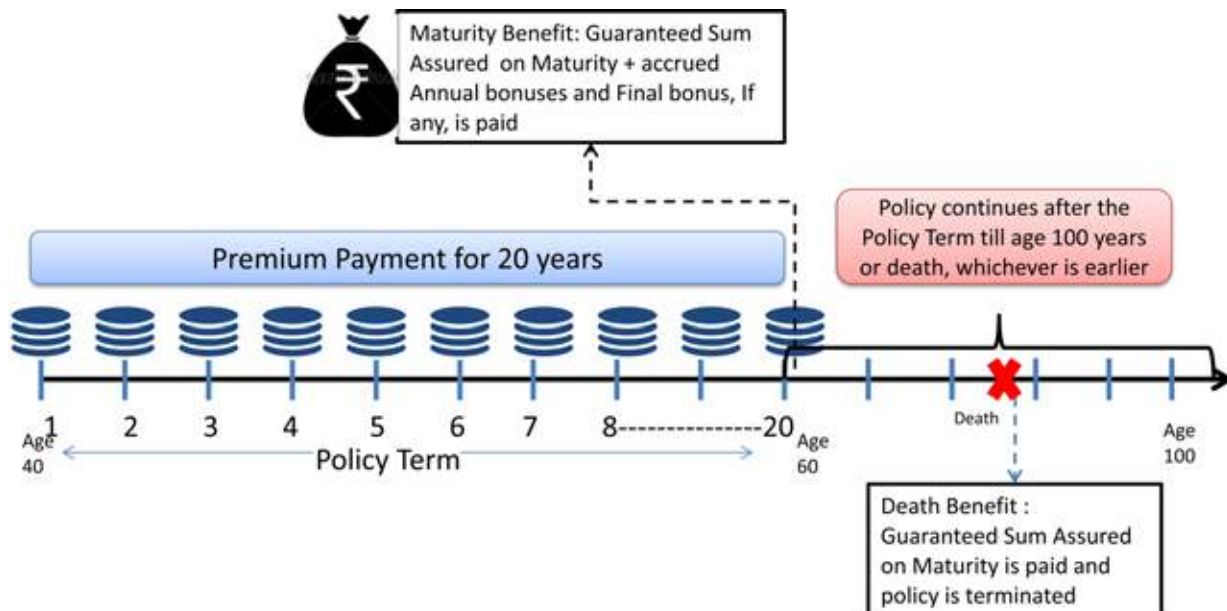 Maturity Benefit: Guaranteed Sum
Assured on Maturity + accrued
Annual bonuses and Final bonus, If
any, is paid
₹
Policy continues after the
Policy Term till age 100 years
or death, whichever is earlier
Premium Payment for 20 years
1 2 3 4 5 6 7 8-----------------20
Age
40
Policy Term
Age
60
Death
Age
100
Death Benefit :
Guaranteed Sum Assured
on Maturity is paid and
policy is terminated